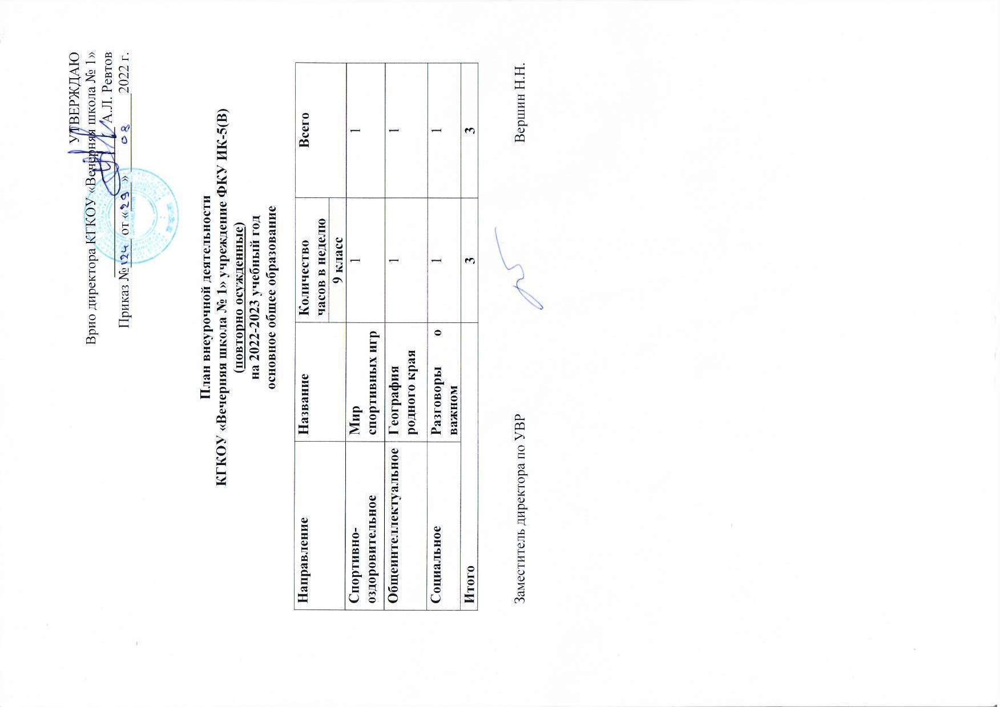 УТВЕРЖДАЮ
Врио директора КГКОУ «Вечерняя школа № 1»
А.Л. Ревтов
Приказ № 124 от « 29 » 08 2022 г.
План внеурочной деятельности
КГКОУ «Вечерняя школа № 1» учреждение ФКУ ИК-5(В)
(повторно осужденные)
на 2022-2023 учебный год
основное общее образование
Направление Название Количество Всего
часов в неделю
9 класс
Спортивно- Мир 1 1
оздоровительное спортивных игр
Общеинтеллектуальное География 1 1
родного края
Социальное Разговоры о 1 1
важном
Итого 3 3
Заместитель директора по УВР Вершин Н.Н.